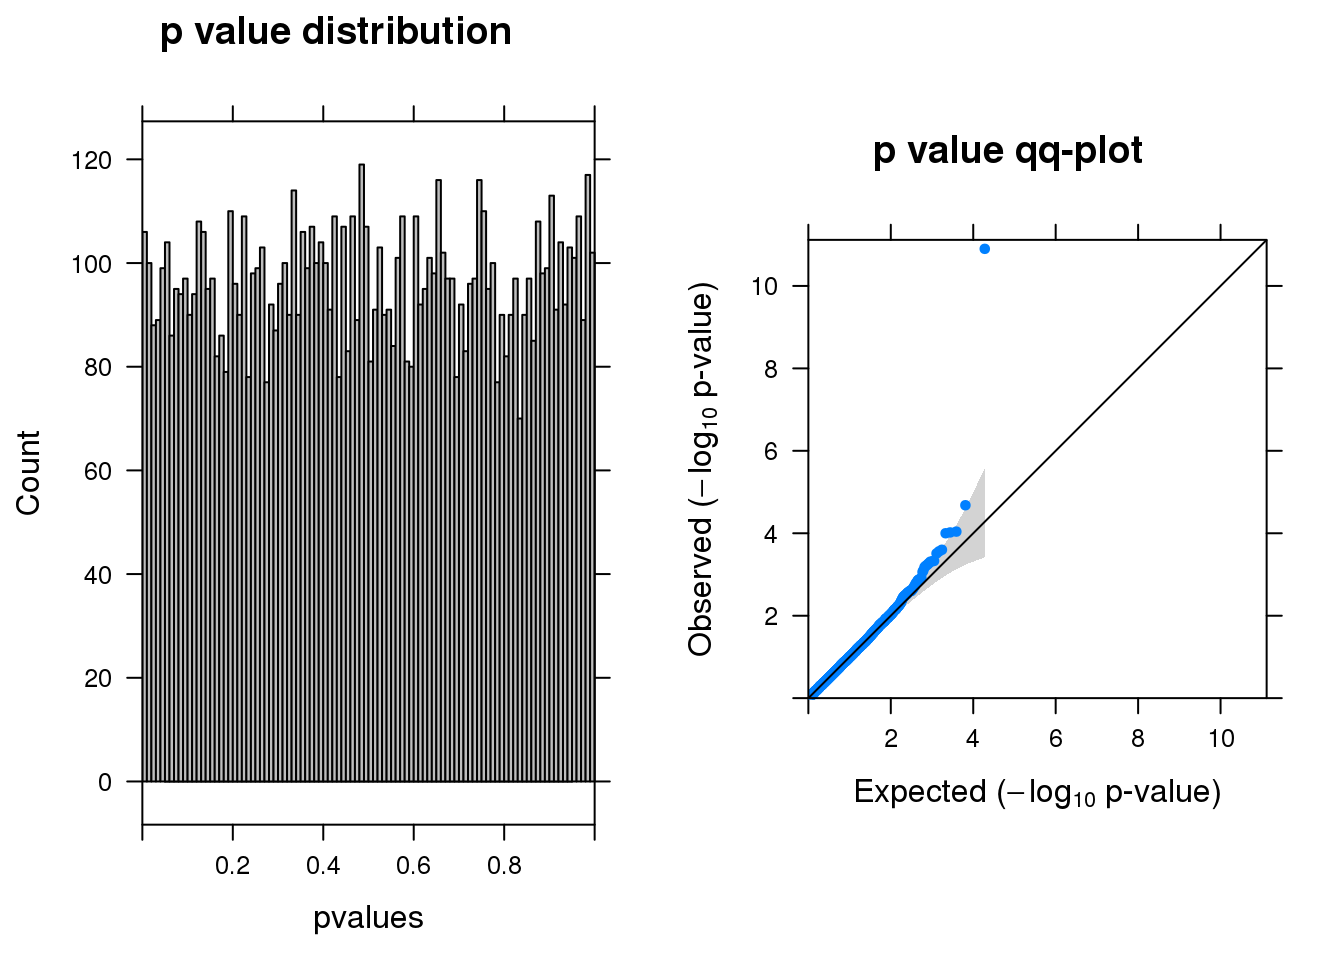 p value distribution
120
100
80
60
40
20
0
Count
0.2 0.4 0.6 0.8
pvalues
p value qq-plot
10
8
6
4
2
Observed (−log10 p-value)
2 4 6 8 10
Expected (−log10 p-value)